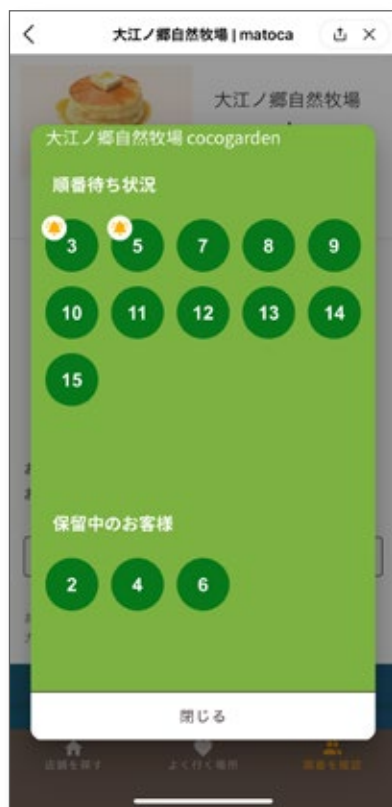 大江ノ郷自然牧場 | matoca
大江ノ郷自然牧場
大江ノ郷自然牧場 cocogarden
順番待ち状況
3 5 7 8 9
10 11 12 13 14
15
保留中のお客様
2 4 6
閉じる
店舗を探す よく行く場所 順番を確認